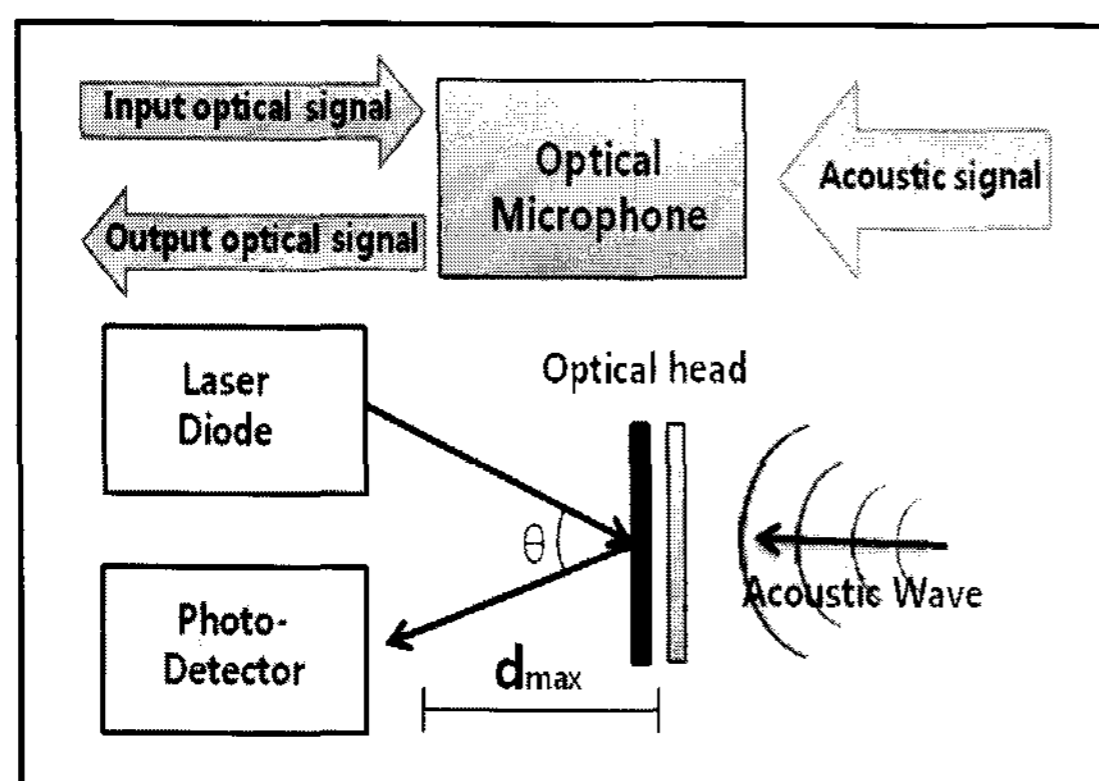 Input optical signal
Optical
Microphone
Acoustic signal
Output optical signal
Laser
Diode
Optical head
θ
Acoustic Wave
Photo-
Detector
dmax